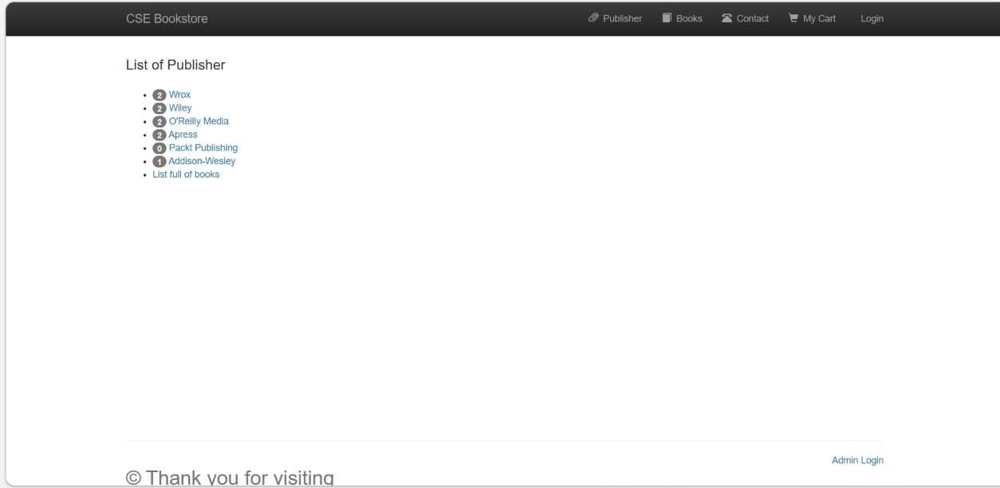 CSE Bookstore Publisher Books Contact My Cart Login
List of Publisher
2 Wrox
2 Wiley
2 O'Reilly Media
2 Apress
0 Packt Publishing
1 Addison-Wesley
List full of books
Admin Login
© Thank you for visiting